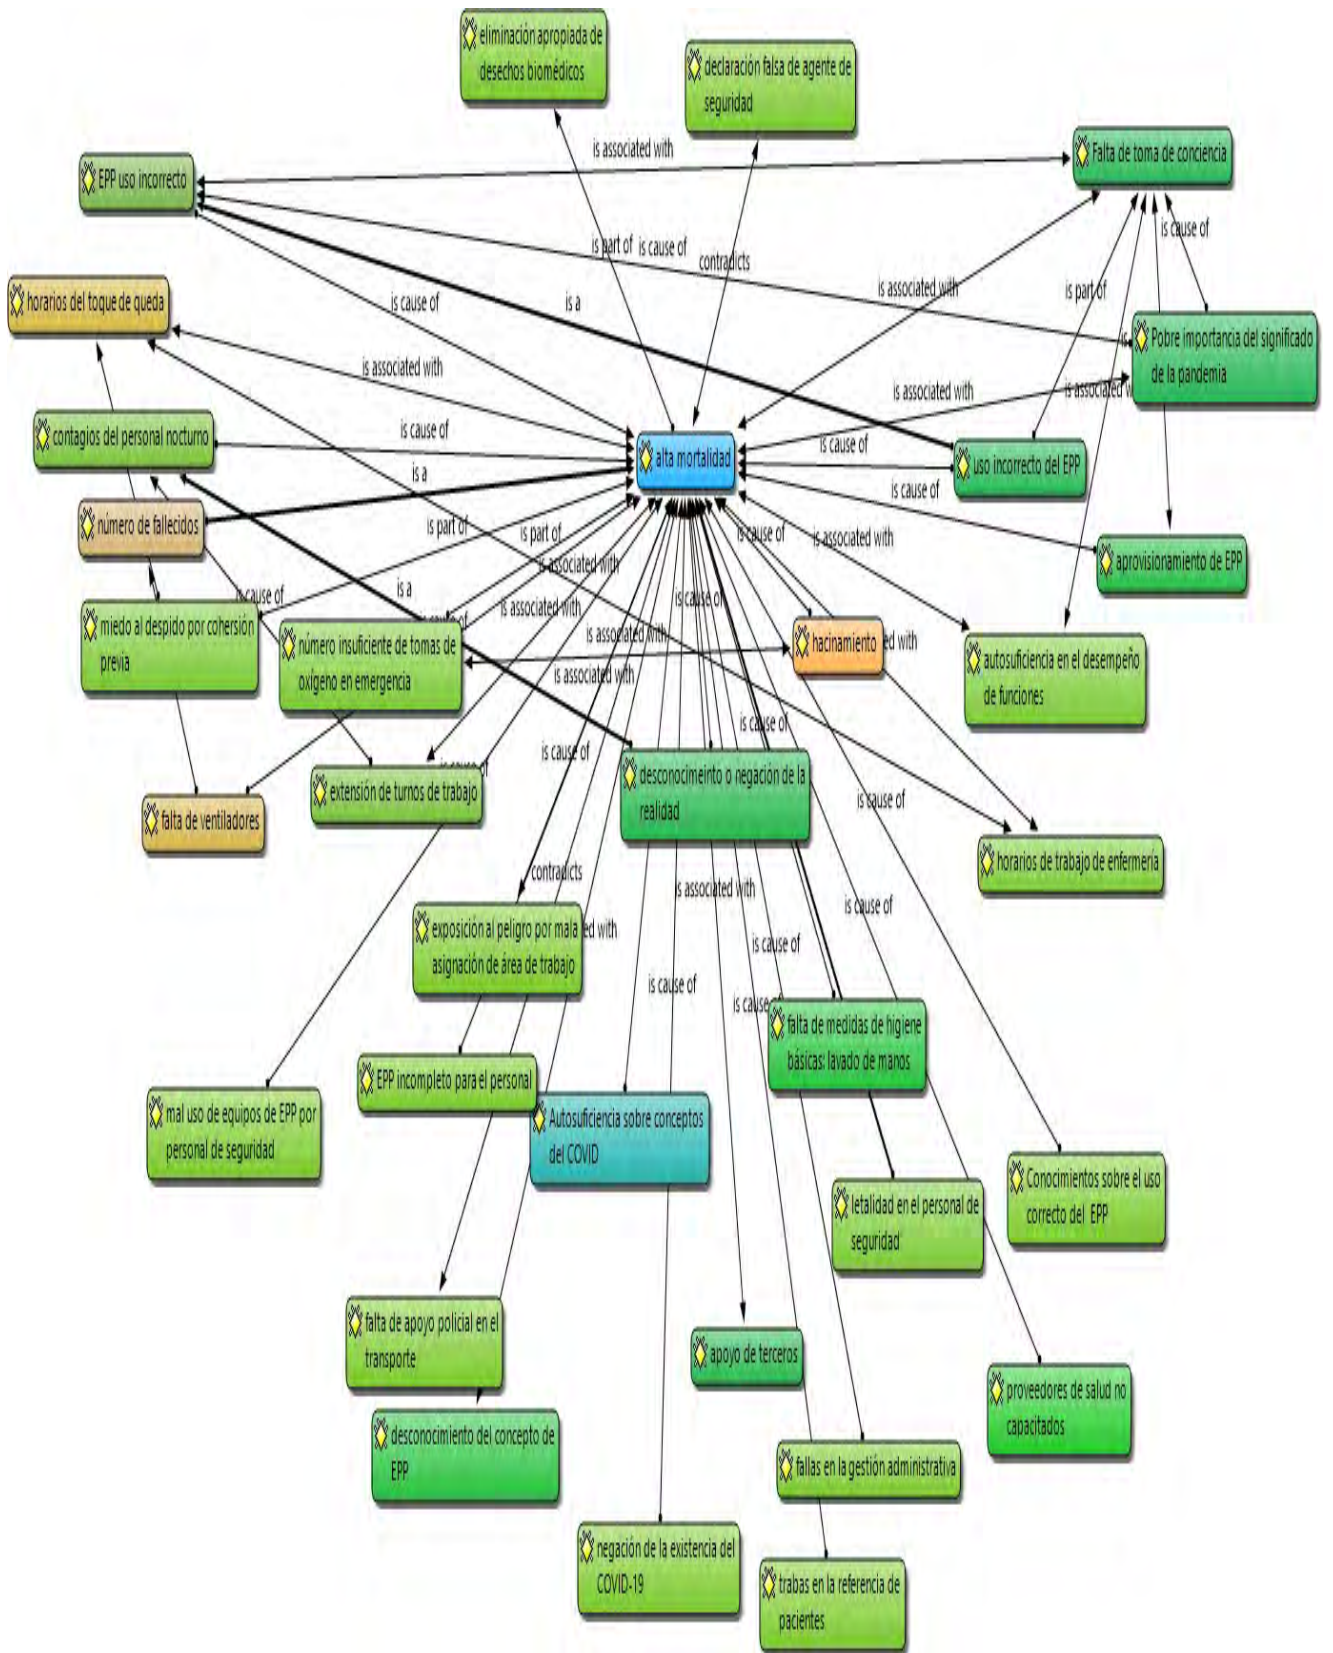 eliminación apropiada de
desechos biomédicos
declaración falsa de agente de
seguridad
is associated with
Falta de toma de conciencia
EPP uso incorrecto
is cause of
is part of
is cause of
contradicts
horarios del toque de queda
is associated with
is part of
is cause of
is a
Pobre importancia del significado
de la pandemia
is associated with
is associated with
is associated w
contagios del personal nocturno
is cause of
alta mortalidad
is cause of
uso incorrecto del EPP
is a
is cause of
número de fallecidos
is part of
is part of
is cause of
is associated with
aprovisionamiento de EPP
is associated with
is a
is cause of
cause of
is associated with
miedo al despido por cohersión
previa
número insuficiente de tomas de
oxígeno en emergencia
is associated with
hacinamiento
ed with
autosuficiencia en el desempeño
de funciones
is associated with
is cause of
is cause of
extensión de turnos de trabajo
desconocimeinto o negación de la
realidad
is cause of
falta de ventiladores
horarios de trabajo de enfermería
contradicts
is associated with
is cause of
exposición al peligro por mala
asignación de área de trabajo
ed with
is cause of
is cause of
is cause of
falta de medidas de higiene
básicas: lavado de manos
EPP incompleto para el personal
mal uso de equipos de EPP por
personal de seguridad
Autosuficiencia sobre conceptos
del COVID
letalidad en el personal de
seguridad
Conocimientos sobre el uso
correcto del EPP
falta de apoyo policial en el
transporte
apoyo de terceros
proveedores de salud no
capacitados
desconocimiento del concepto de
EPP
fallas en la gestión administrativa
negación de la existencia del
COVID-19
trabas en la referencia de
pacientes